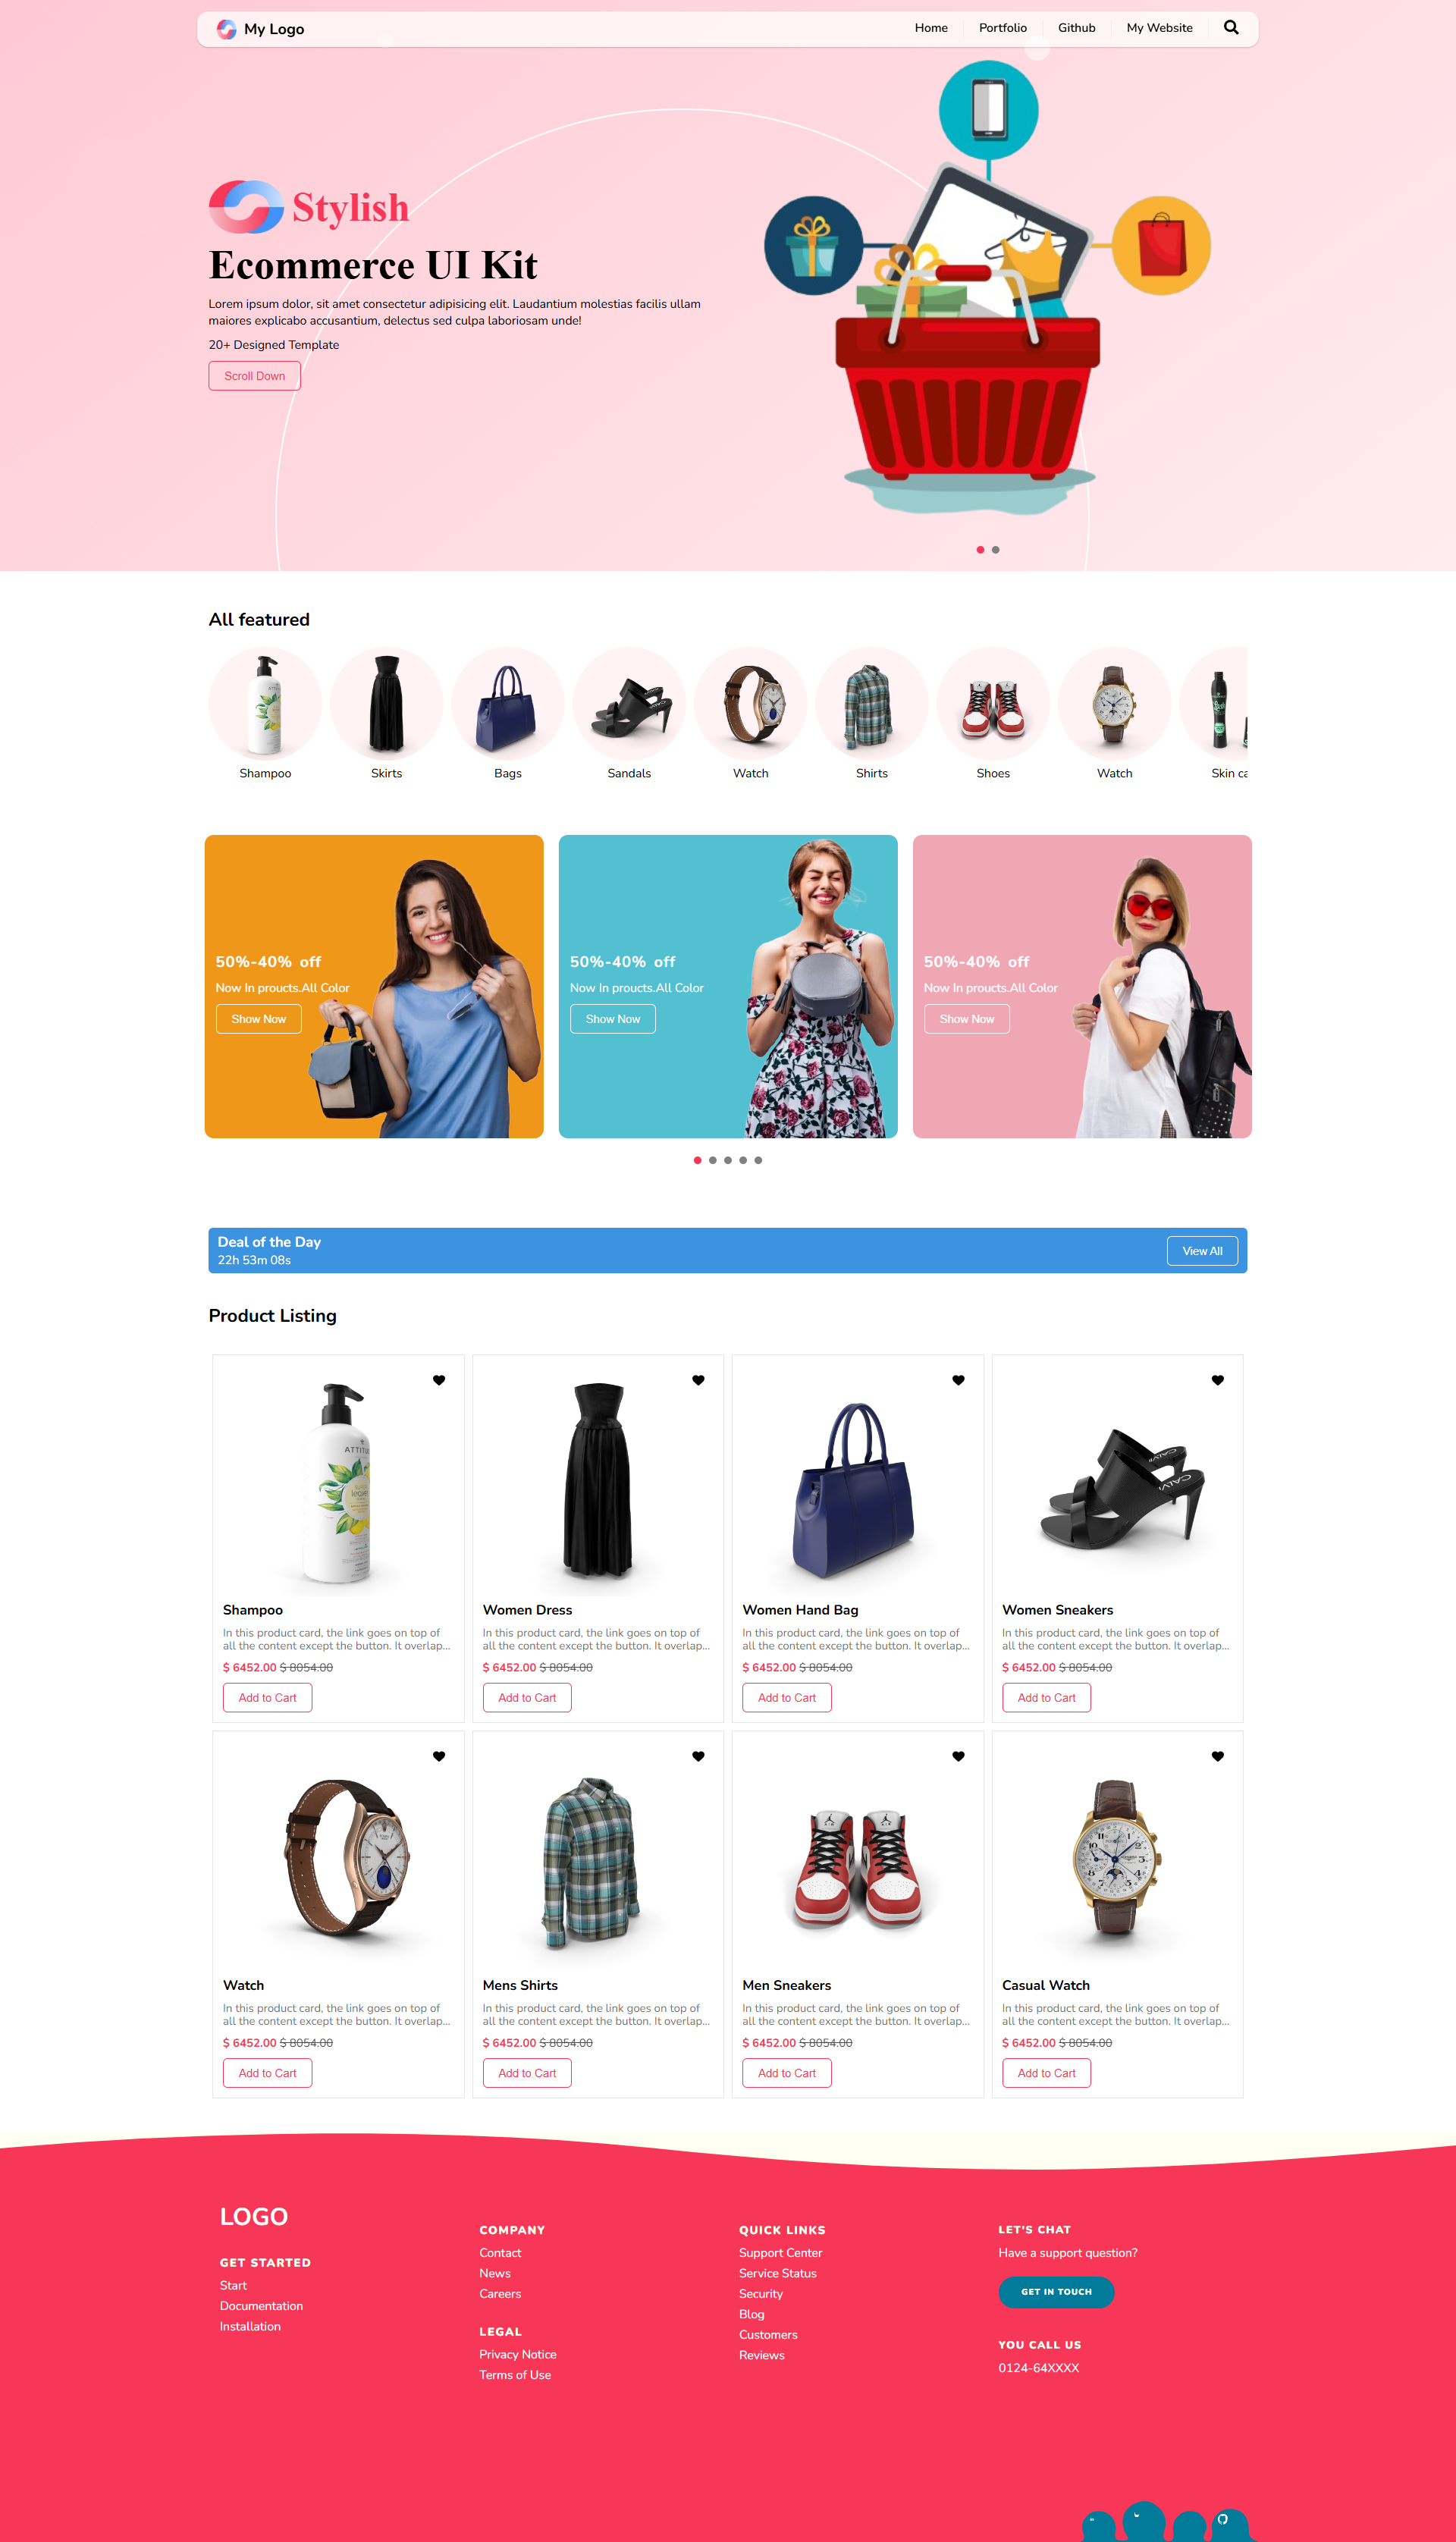 My Logo
Home
Portfolio
Github
My Website
Stylish
Ecommerce UI Kit
Lorem ipsum dolor, sit amet consectetur adipisicing elit. Laudantium molestias facilis ullam
maiores explicabo accusantium, delectus sed culpa laboriosam unde!
20+ Designed Template
Scroll Down
All featured
Shampoo
Skirts
Bags
Sandals
Watch
Shirts
Shoes
Watch
Skin ca
50%-40% off
Now In proucts.All Color
Show Now
50%-40% off
Now In proucts.All Color
Show Now
50%-40% off
Now In proucts.All Color
Show Now
Deal of the Day
22h 53m 08s
View All
Product Listing
Shampoo
In this product card, the link goes on top of
all the content except the button. It overlap...
$ 6452.00 $ 8054.00
Add to Cart
Women Dress
In this product card, the link goes on top of
all the content except the button. It overlap...
$ 6452.00 $ 8054.00
Add to Cart
Women Hand Bag
In this product card, the link goes on top of
all the content except the button. It overlap...
$ 6452.00 $ 8054.00
Add to Cart
Women Sneakers
In this product card, the link goes on top of
all the content except the button. It overlap...
$ 6452.00 $ 8054.00
Add to Cart
Watch
In this product card, the link goes on top of
all the content except the button. It overlap...
$ 6452.00 $ 8054.00
Add to Cart
Mens Shirts
In this product card, the link goes on top of
all the content except the button. It overlap...
$ 6452.00 $ 8054.00
Add to Cart
Men Sneakers
In this product card, the link goes on top of
all the content except the button. It overlap...
$ 6452.00 $ 8054.00
Add to Cart
Casual Watch
In this product card, the link goes on top of
all the content except the button. It overlap...
$ 6452.00 $ 8054.00
Add to Cart
LOGO
GET STARTED
Start
Documentation
Installation
COMPANY
Contact
News
Careers
LEGAL
Privacy Notice
Terms of Use
QUICK LINKS
Support Center
Service Status
Security
Blog
Customers
Reviews
LET'S CHAT
Have a support question?
GET IN TOUCH
YOU CALL US
0124-64XXXX